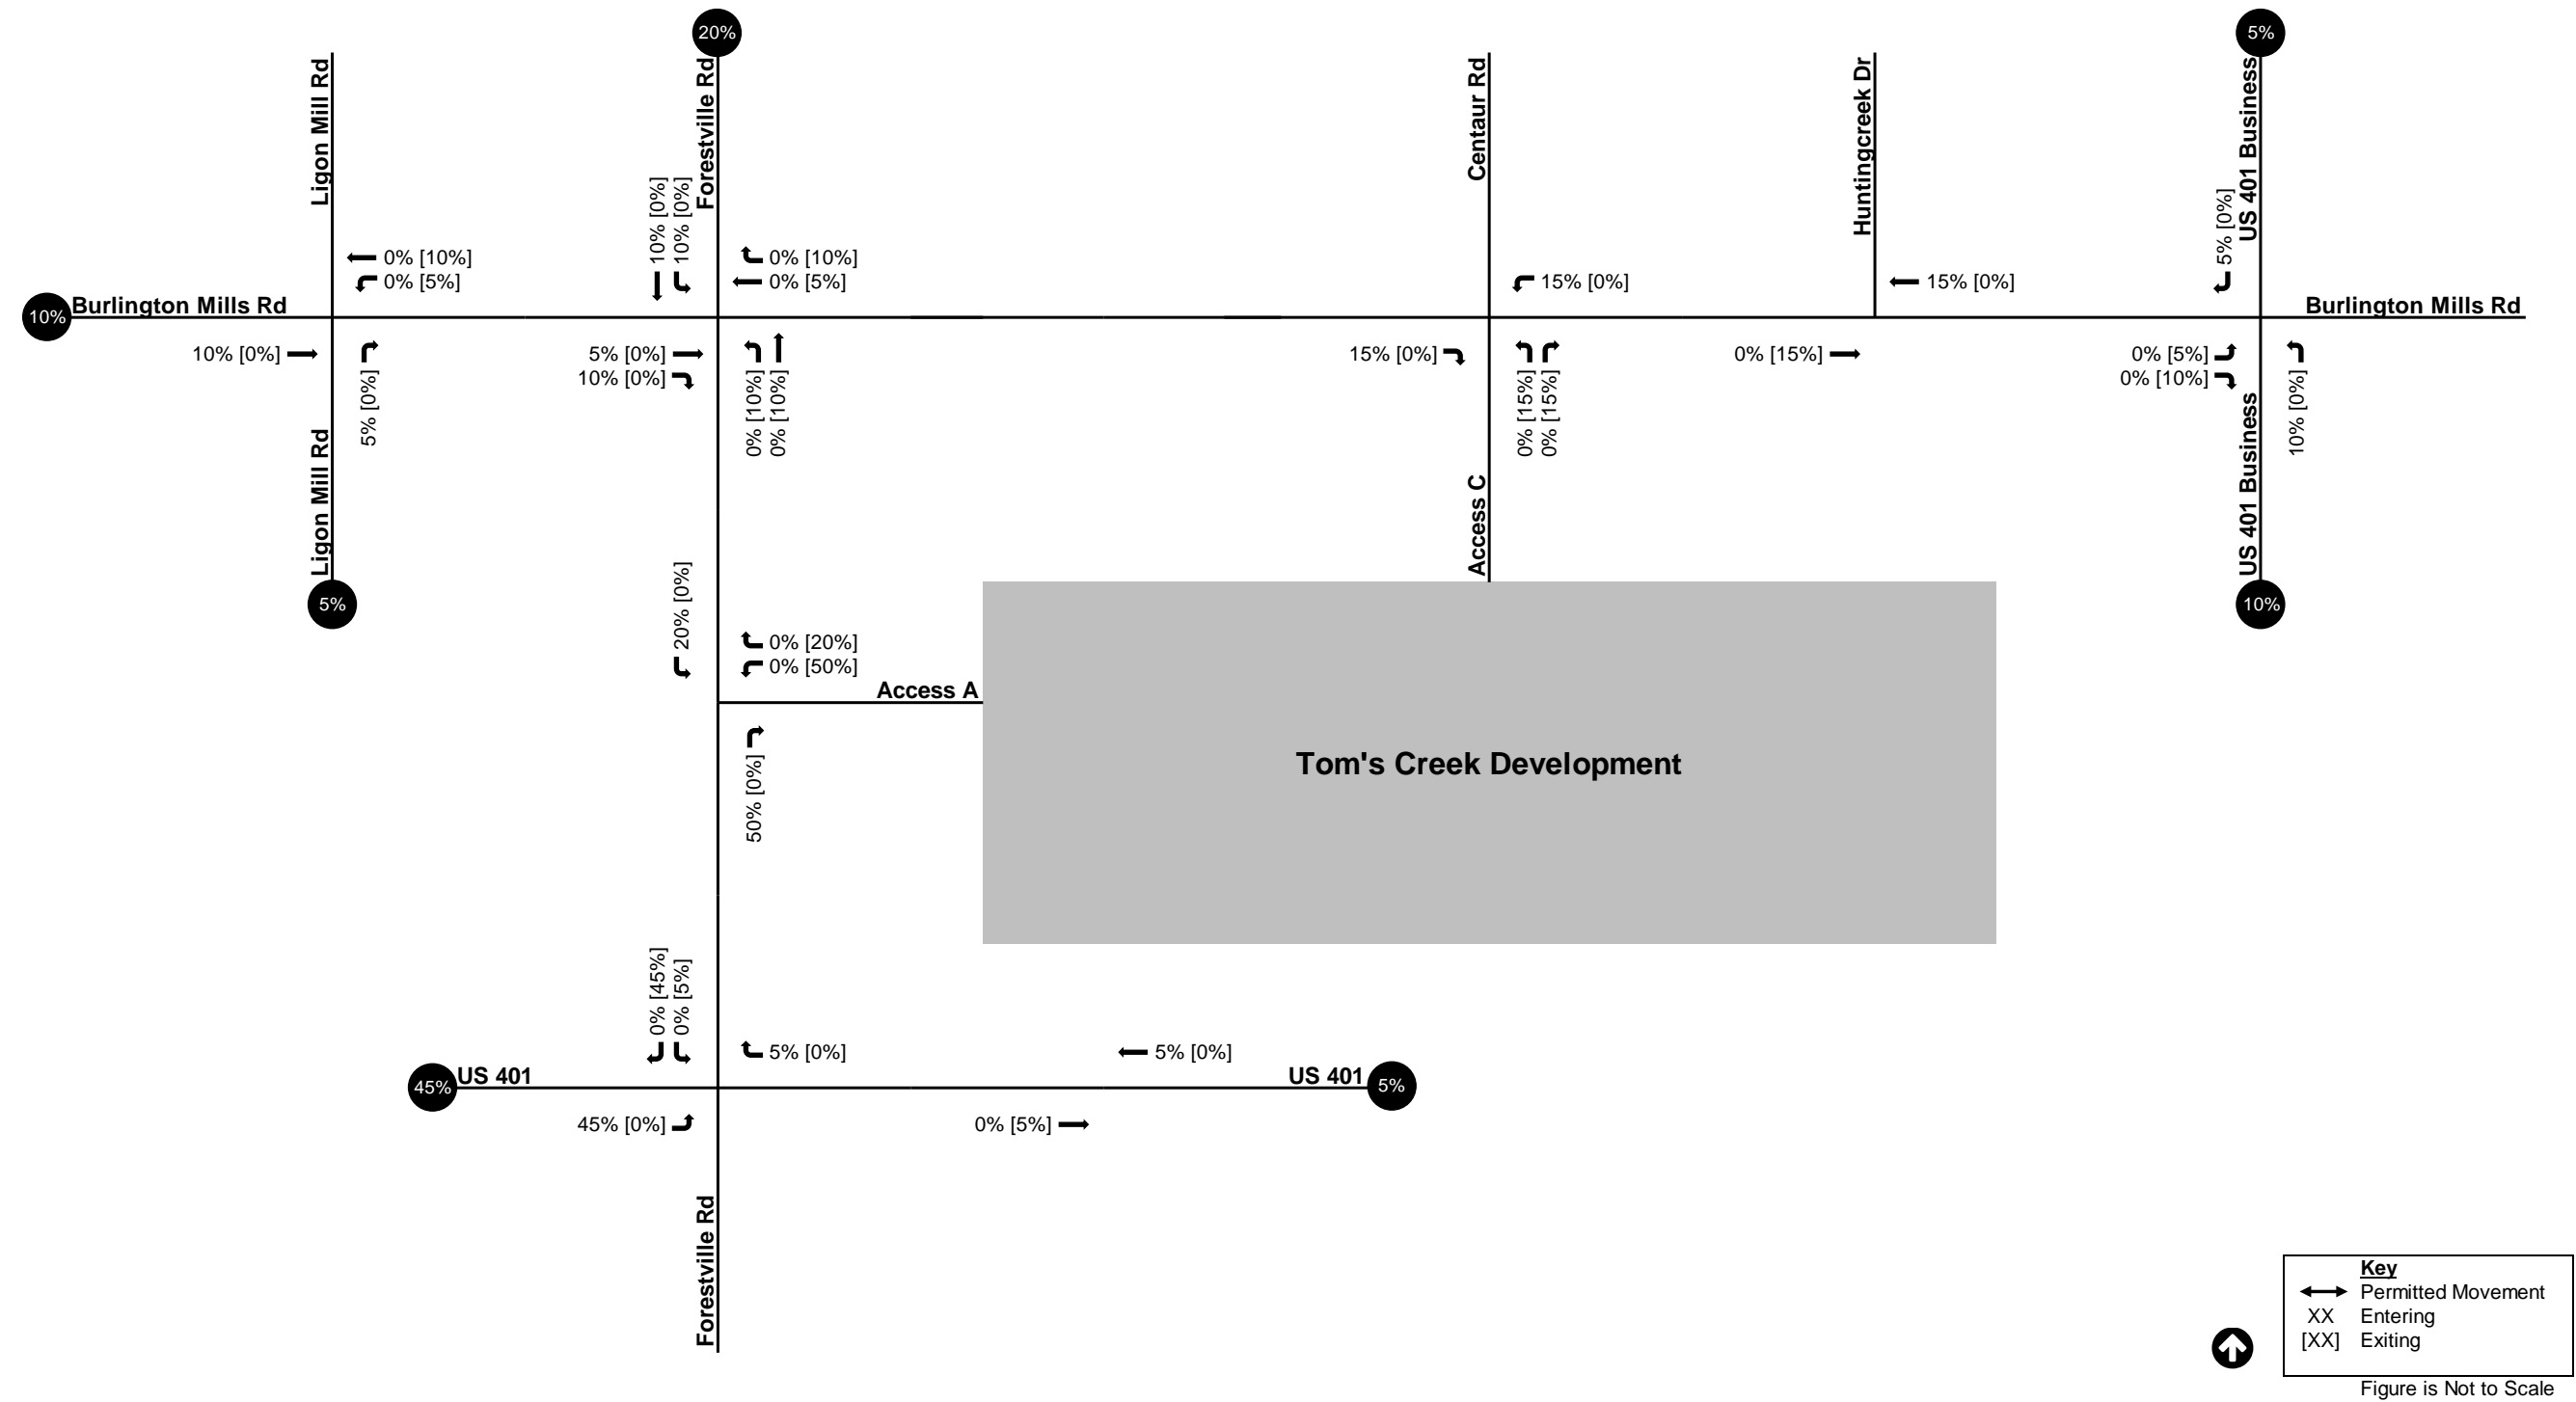 20%
5%
Ligon Mill Rd
Forestville Rd
Centaur Rd
Huntingcreek Dr
US 401 Business
10% [0%]
10% [0%]
5% [0%]
0% [10%]
0% [5%]
0% [10%]
0% [5%]
15% [0%]
15% [0%]
10%
Burlington Mills Rd
Burlington Mills Rd
10% [0%]
5% [0%]
5% [0%]
10% [0%]
0% [10%]
0% [10%]
15% [0%]
0% [15%]
0% [15%]
0% [15%]
0% [5%]
0% [10%]
10% [0%]
Ligon Mill Rd
Access C
US 401 Business
5%
10%
20% [0%]
0% [20%]
0% [50%]
Access A
50% [0%]
Tom's Creek Development
0% [45%]
0% [5%]
5% [0%]
5% [0%]
45%
US 401
US 401
5%
45% [0%]
0% [5%]
Forestville Rd
Key
Permitted Movement
XX Entering
[XX] Exiting
Figure is Not to Scale